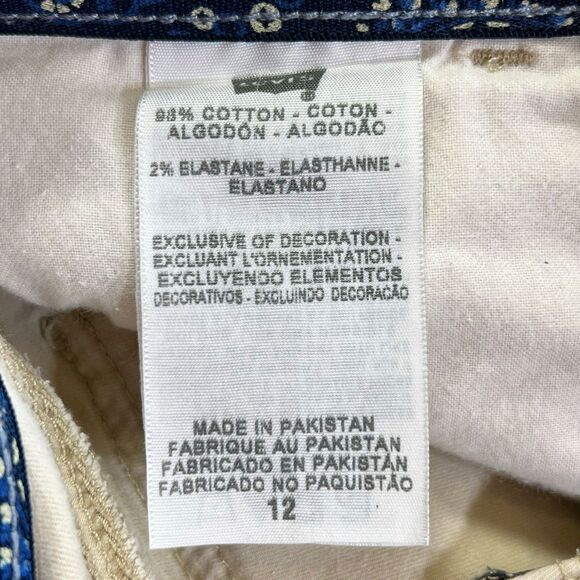 98% COTTON - COTON -
ALGODÓN - ALGODÃO
2% ELASTANE - ELASTHANNE -
ELASTANO
EXCLUSIVE OF DECORATION -
EXCLUANT L'ORNEMENTATION -
EXCLUYENDO ELEMENTOS
DECORATIVOS - EXCLUINDO DECORAÇÃO
MADE IN PAKISTAN
FABRIQUE AU PAKISTAN
FABRICADO EN PAKISTÁN
FABRICADO NO PAQUISTÃO
12